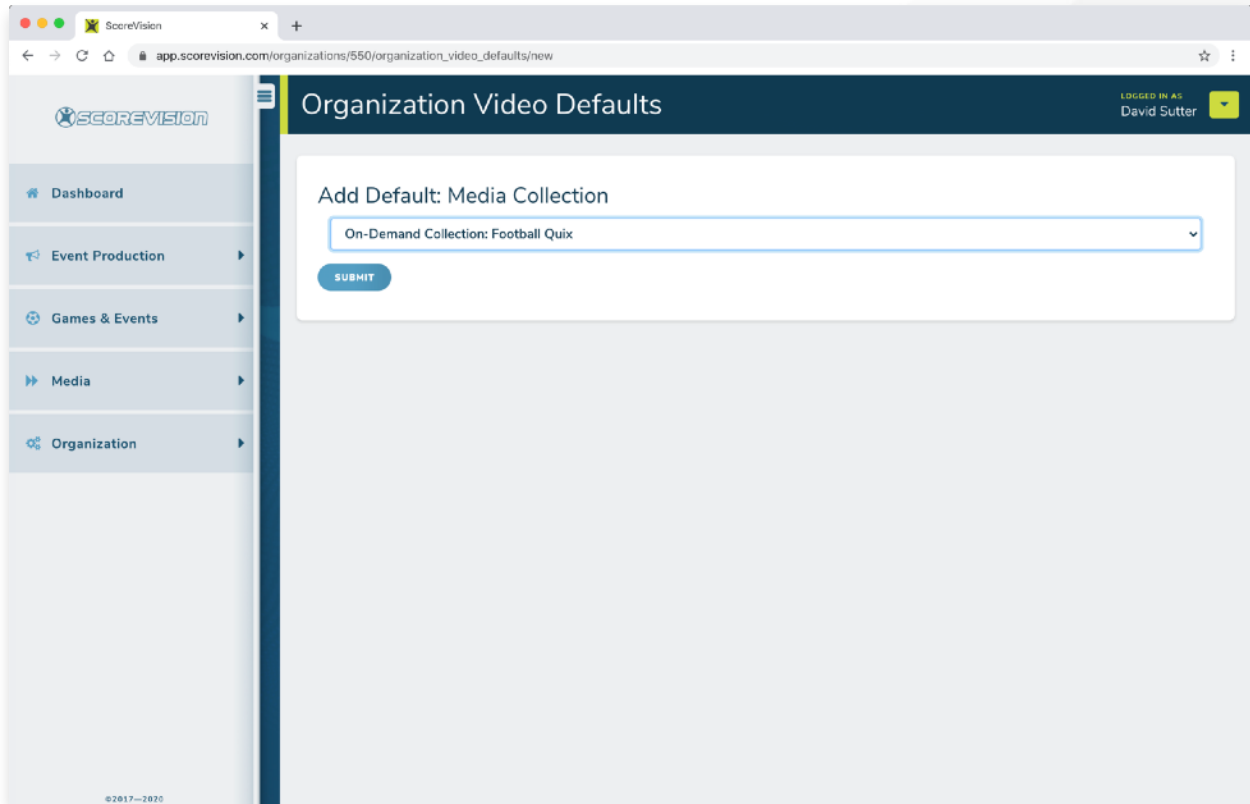 ScoreVision
app.scorevision.com/organizations/550/organization_video_defaults/new
SCOREVISION
Organization Video Defaults
LOGGED IN AS
David Sutter
Dashboard
Event Production
Games & Events
Media
Organization
Add Default: Media Collection
On-Demand Collection: Football Quix
SUBMIT
©2017—2020